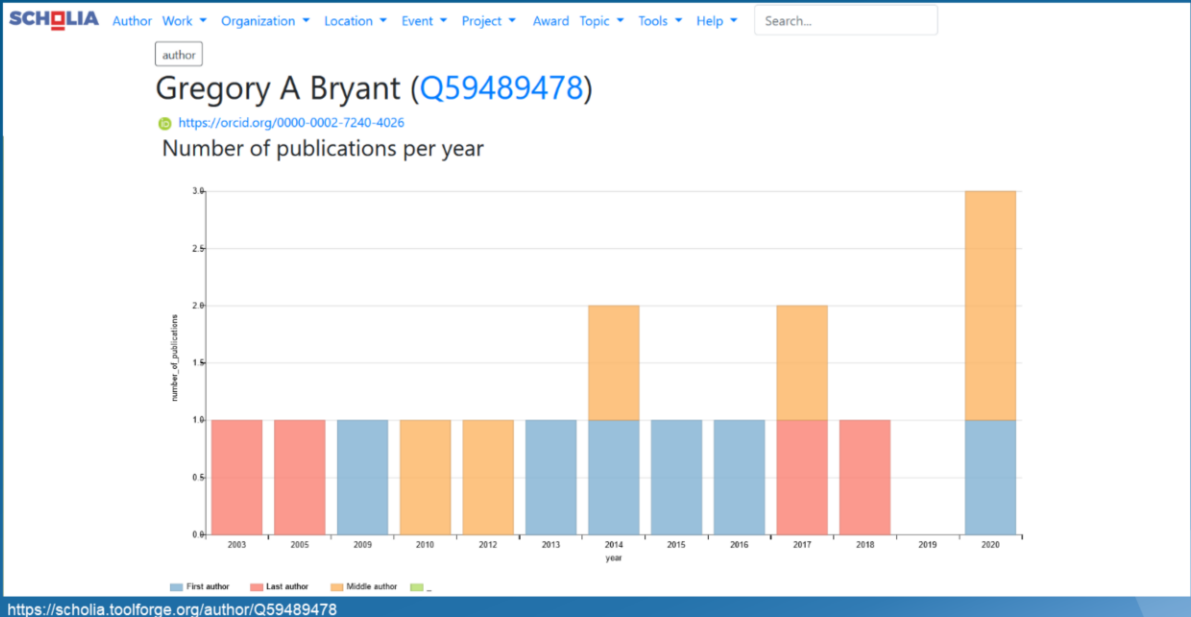 SCHOLIA Author Work Organization Location Event Project Award Topic Tools Help Search...
author
Gregory A Bryant (Q59489478)
https://orcid.org/0000-0002-7240-4026
Number of publications per year
3.0
2.5
2.0
1.5
1.0
0.5
0.0
number_of_publications
2003 2005 2009 2010 2012 2013 2014 2015 2016 2017 2018 2019 2020
year
First author Last author Middle author _
https://scholia.toolforge.org/author/Q59489478